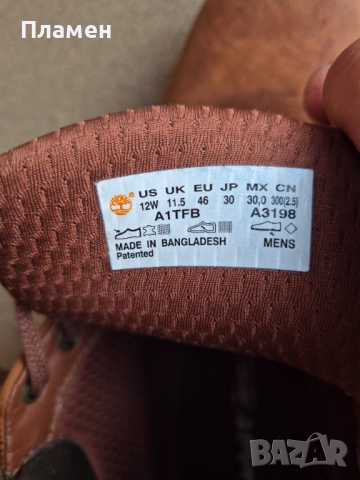 Пламен
US UK EU JP MX CN
12W 11.5 46 30 30,0 300(2.5)
A1TFB A3198
MADE IN BANGLADESH MENS
Patented
BAZAR